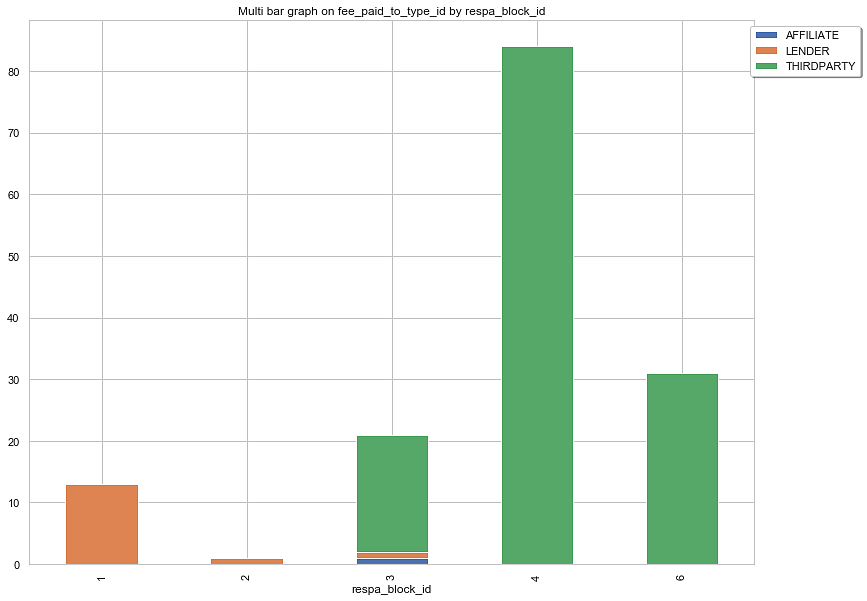 Multi bar graph on fee_paid_to_type_id by respa_block_id
AFFILIATE
LENDER
THIRDPARTY
80
70
60
50
40
30
20
10
0
1
2
3
4
6
respa_block_id